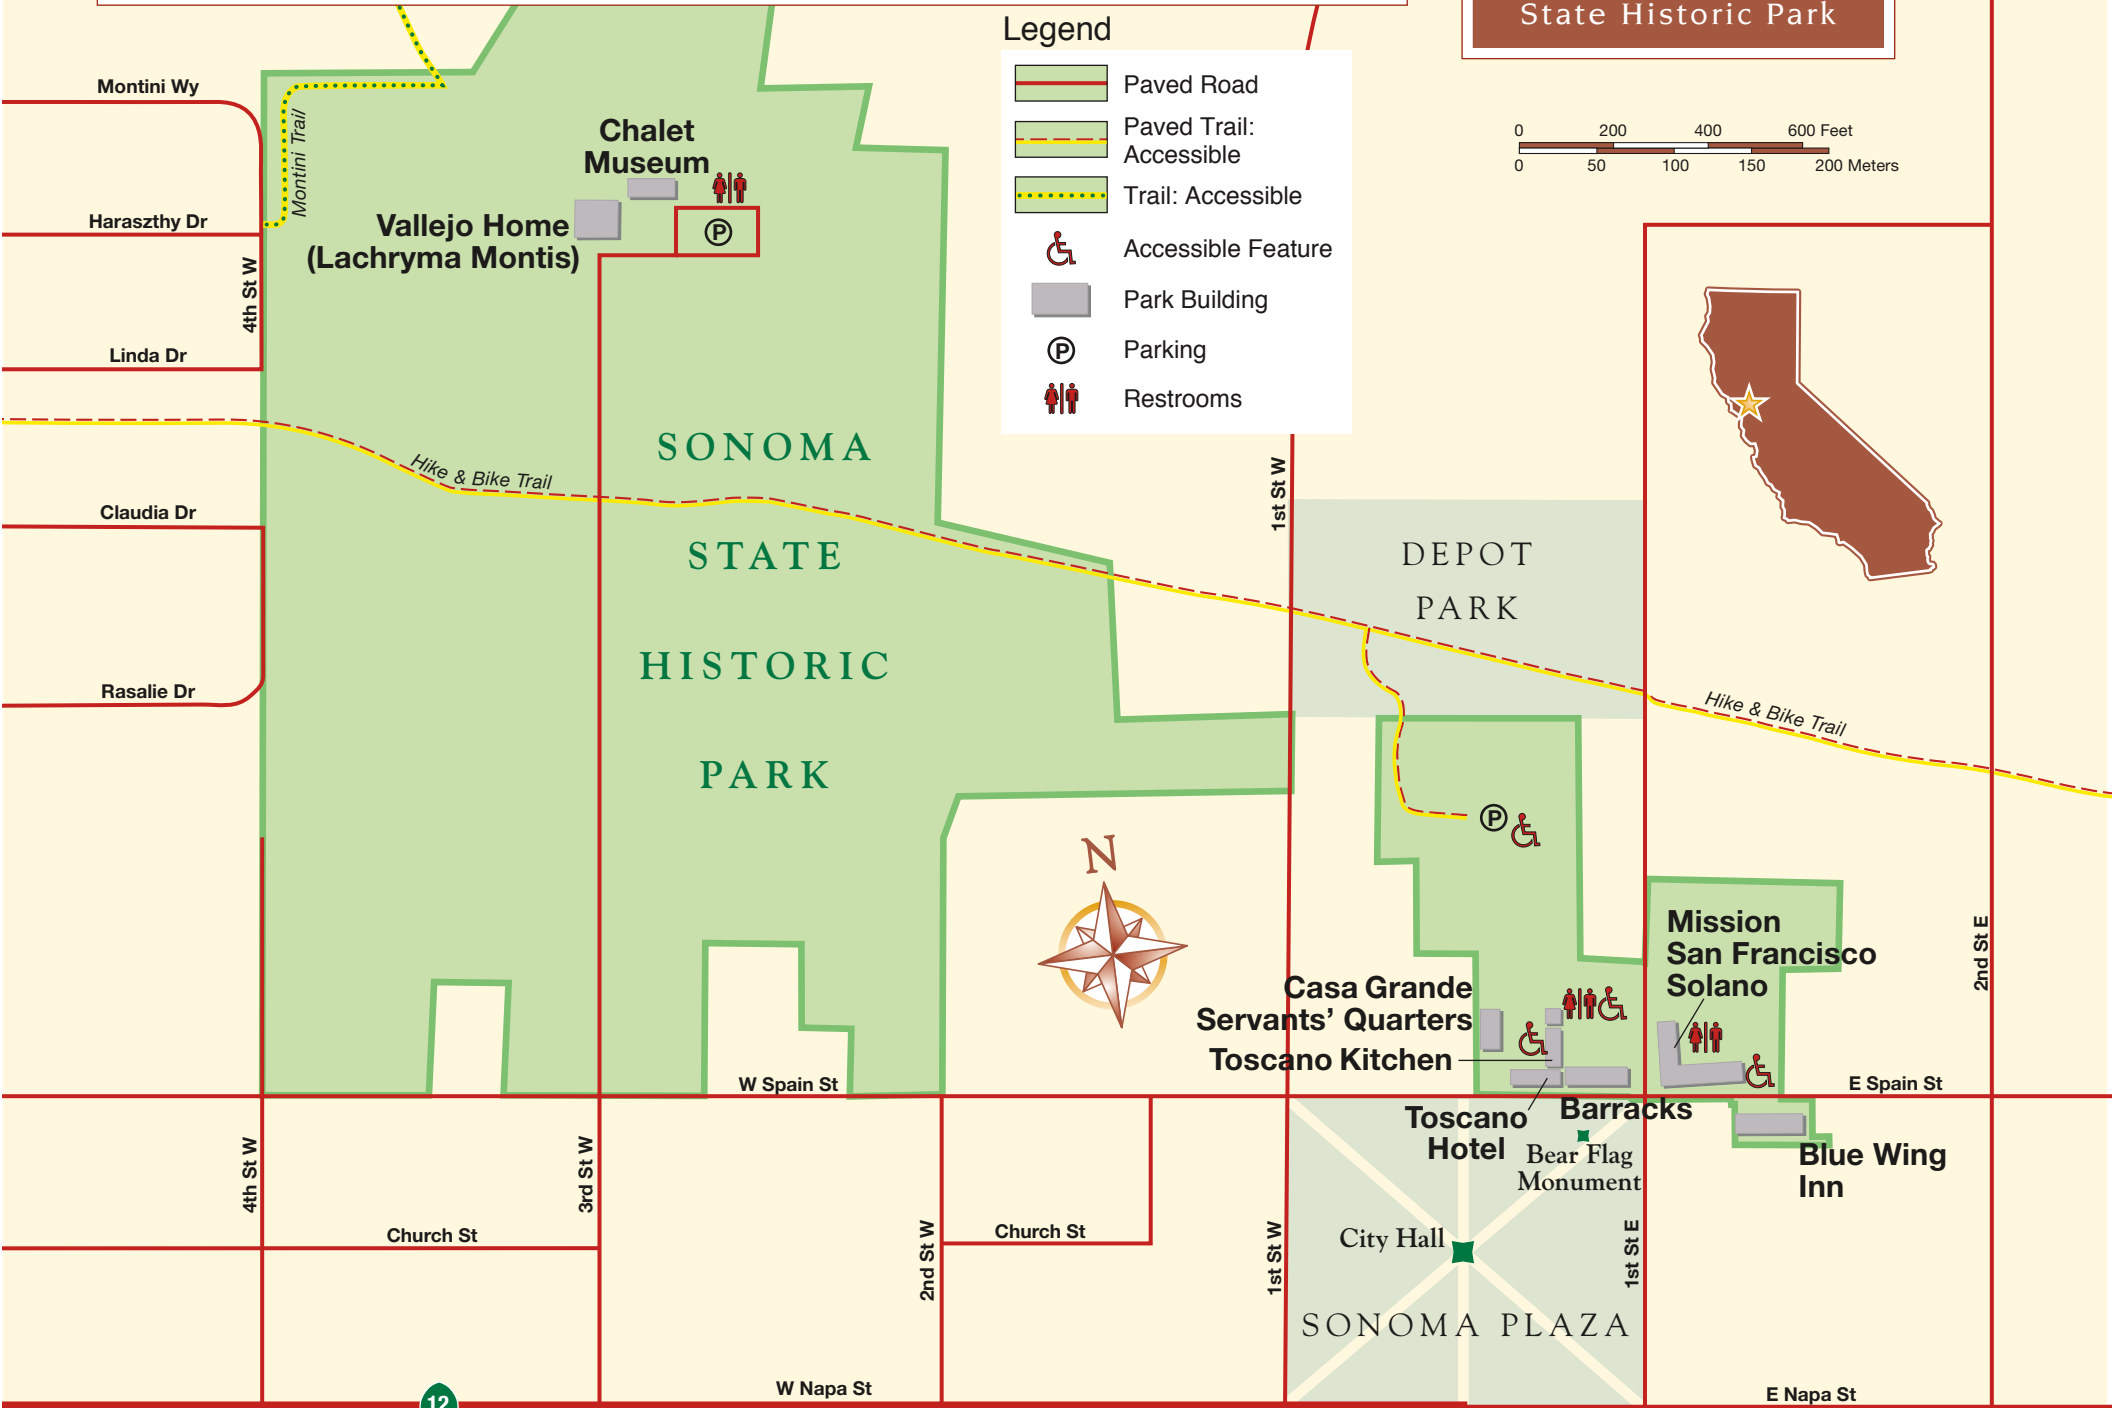 State Historic Park
Legend
Paved Road
Paved Trail:
Accessible
Trail: Accessible
Accessible Feature
Park Building
P
Parking
Restrooms
0 200 400 600 Feet
0 50 100 150 200 Meters
Montini Wy
Montini Trail
Haraszthy Dr
4th St W
Linda Dr
Chalet
Museum
Vallejo Home
(Lachryma Montis)
P
Hike & Bike Trail
Claudia Dr
Rasalie Dr
SONOMA
STATE
HISTORIC
PARK
1st St W
DEPOT
PARK
Hike & Bike Trail
P
N
2nd St E
Mission
San Francisco
Solano
Casa Grande
Servants’ Quarters
Toscano Kitchen
W Spain St
E Spain St
Toscano
Hotel
Barracks
Bear Flag
Monument
Blue Wing
Inn
4th St W
3rd St W
Church St
2nd St W
Church St
1st St W
City Hall
1st St E
SONOMA PLAZA
W Napa St
E Napa St
12